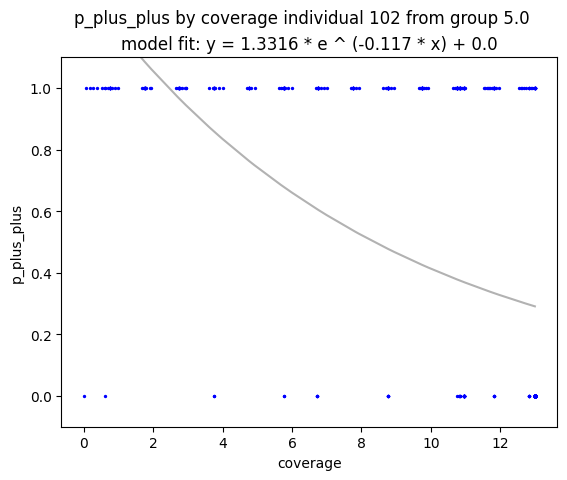 p_plus_plus by coverage individual 102 from group 5.0
model fit: y = 1.3316 * e ^ (-0.117 * x) + 0.0
1.0
0.8
0.6
0.4
0.2
0.0
p_plus_plus
0 2 4 6 8 10 12
coverage